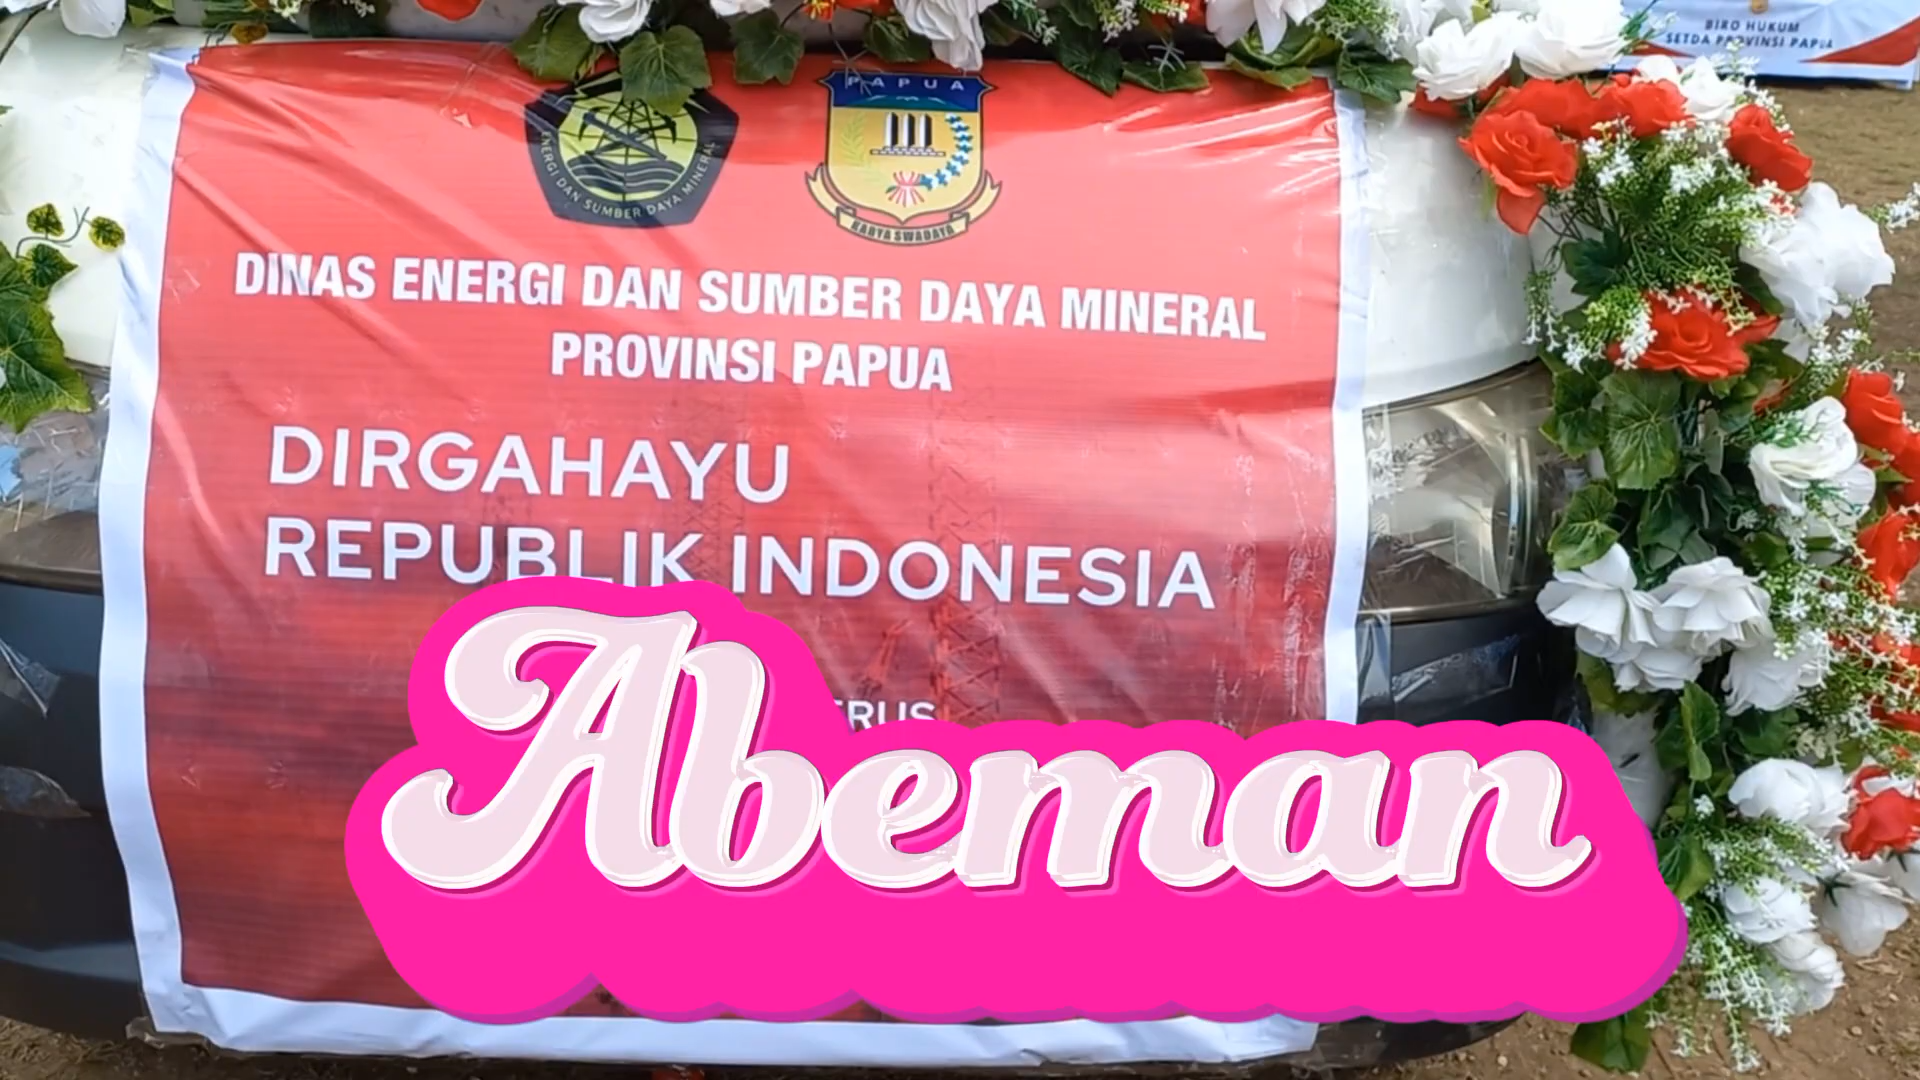 BIRO HUKUM
SETDA PROVINSI PAPUA
PAPUA
ENERGI DAN SUMBER DAYA MINERAL
KARYA SWADAYA
DINAS ENERGI DAN SUMBER DAYA MINERAL
PROVINSI PAPUA
DIRGAHAYU
REPUBLIK INDONESIA
Abeman